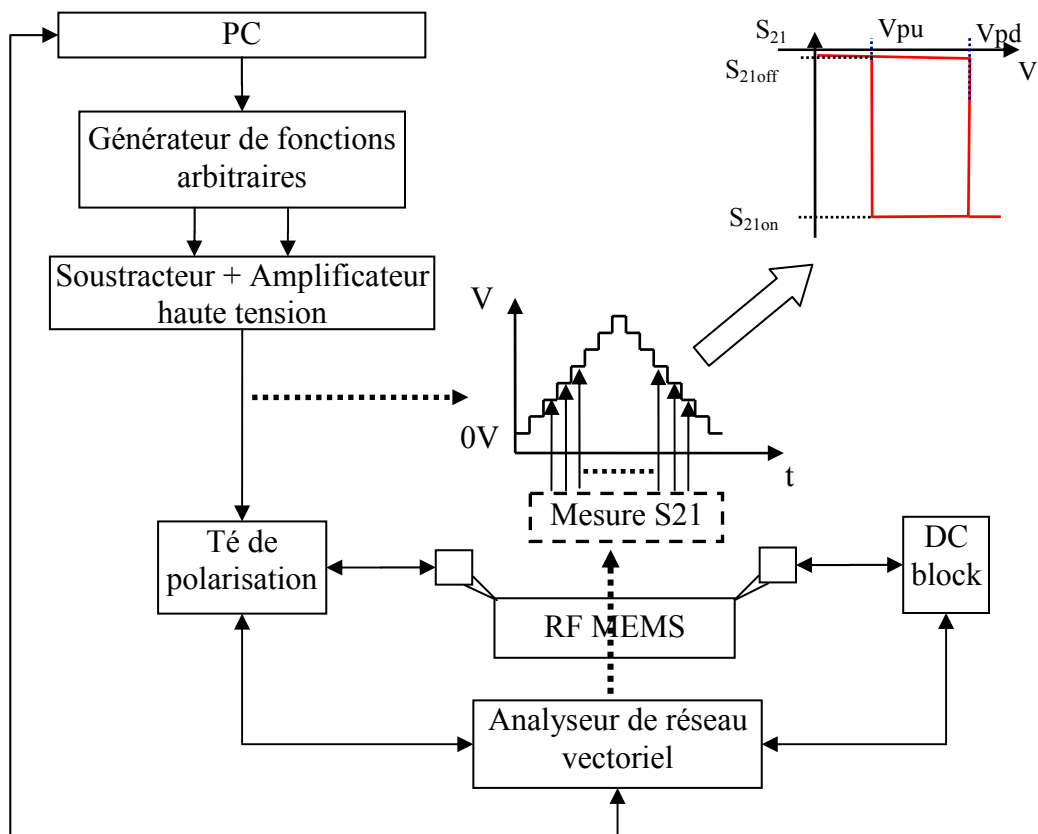 PC
S21
Vpu
Vpd
S21off
V
Générateur de fonctions
arbitraires
S21on
Soustracteur + Amplificateur
haute tension
V
0V
t
Mesure S21
Té de
polarisation
DC
block
RF MEMS
Analyseur de réseau
vectoriel